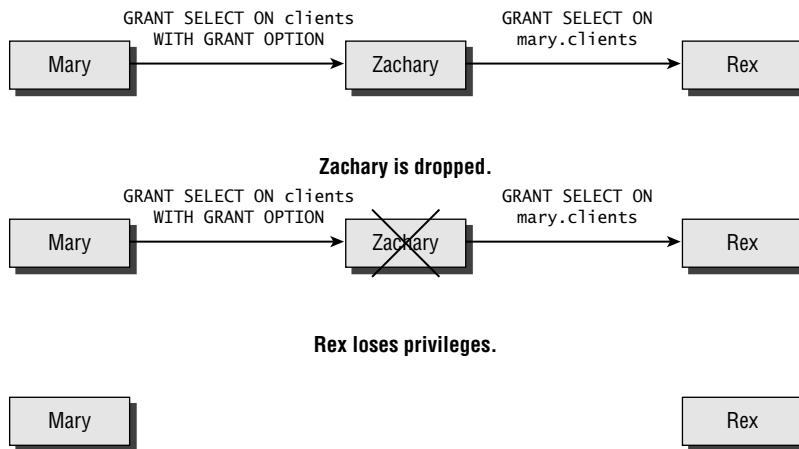 GRANT SELECT ON clients
WITH GRANT OPTION
GRANT SELECT ON
mary.clients
Mary
Zachary
Rex
Zachary is dropped.
GRANT SELECT ON clients
WITH GRANT OPTION
GRANT SELECT ON
mary.clients
Mary
Zachary
Rex
Rex loses privileges.
Mary
Rex